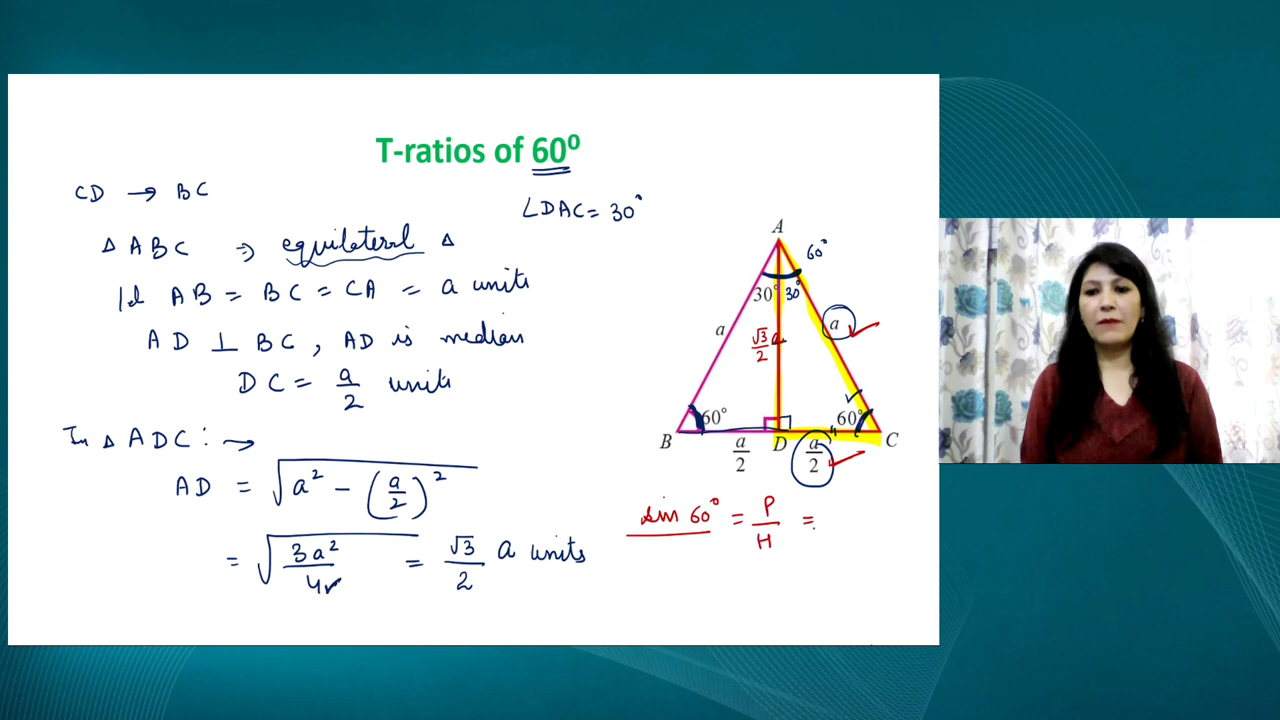 T-ratios of 60⁰
CD → BC
∠DAC = 30°
Δ ABC ⇒ equilateral Δ
let AB = BC = CA = a units
AD ⊥ BC, AD is median
DC = a/2 units
In Δ ADC : →
AD = √(a² − (a/2)²)
= √(3a²/4) = √3/2 a units
A
60°
30° 30°
a
√3/2 a
a
60°
60°
B
D
C
a/2
a/2
sin 60° = P/H =